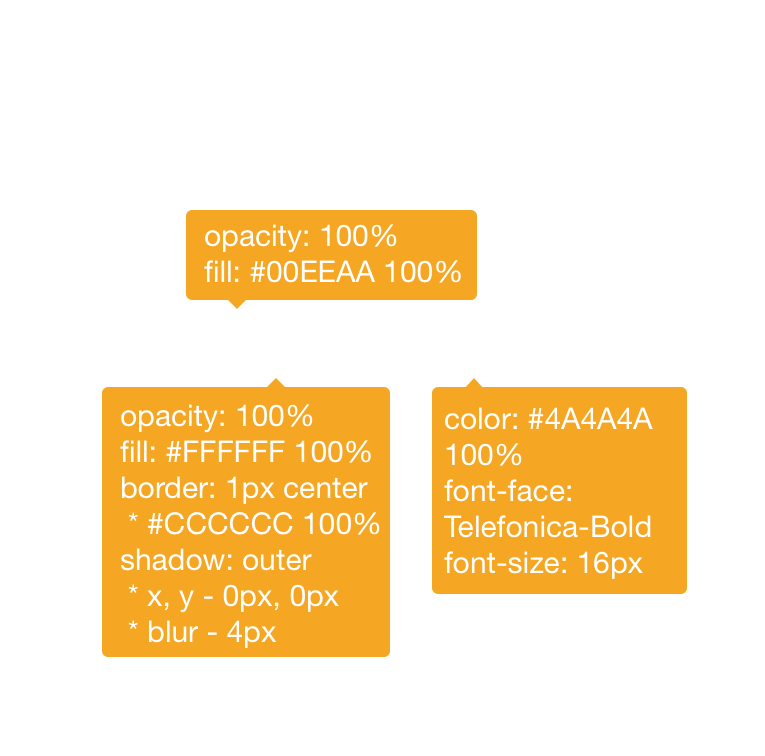 opacity: 100%
fill: #00EEAA 100%
opacity: 100%
fill: #FFFFFF 100%
border: 1px center
* #CCCCCC 100%
shadow: outer
* x, y - 0px, 0px
* blur - 4px
color: #4A4A4A
100%
font-face:
Telefonica-Bold
font-size: 16px